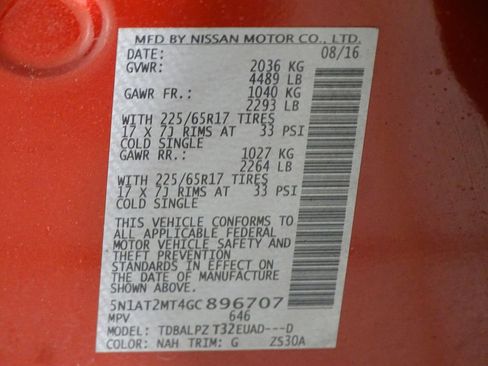 MFD BY NISSAN MOTOR CO., LTD.
DATE: 08/16
GVWR: 2036 KG
4489 LB
GAWR FR.: 1040 KG
2293 LB
WITH 225/65R17 TIRES
17 X 7J RIMS AT 33 PSI
COLD SINGLE
GAWR RR.: 1027 KG
2264 LB
WITH 225/65R17 TIRES
17 X 7J RIMS AT 33 PSI
COLD SINGLE
THIS VEHICLE CONFORMS TO
ALL APPLICABLE FEDERAL
MOTOR VEHICLE SAFETY AND
THEFT PREVENTION
STANDARDS IN EFFECT ON
THE DATE OF MANUFACTURE
SHOWN ABOVE.
5N1AT2MT4GC896707
MPV 646
MODEL: TDBALPZ T32EUAD---D
COLOR: NAH TRIM: G ZS30A